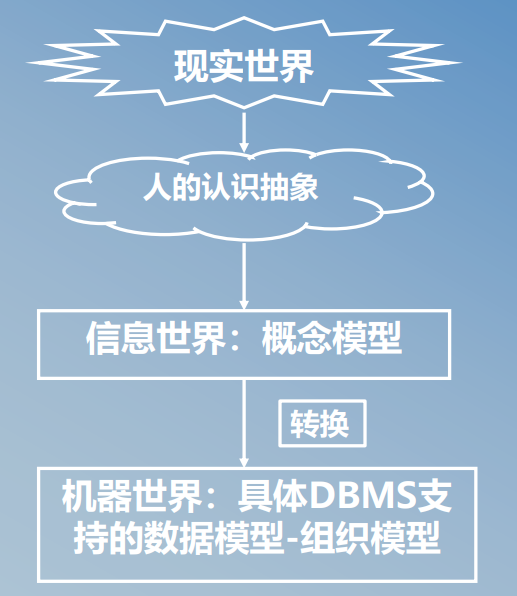 现实世界
人的认识抽象
信息世界：概念模型
转换
机器世界：具体DBMS支
持的数据模型-组织模型